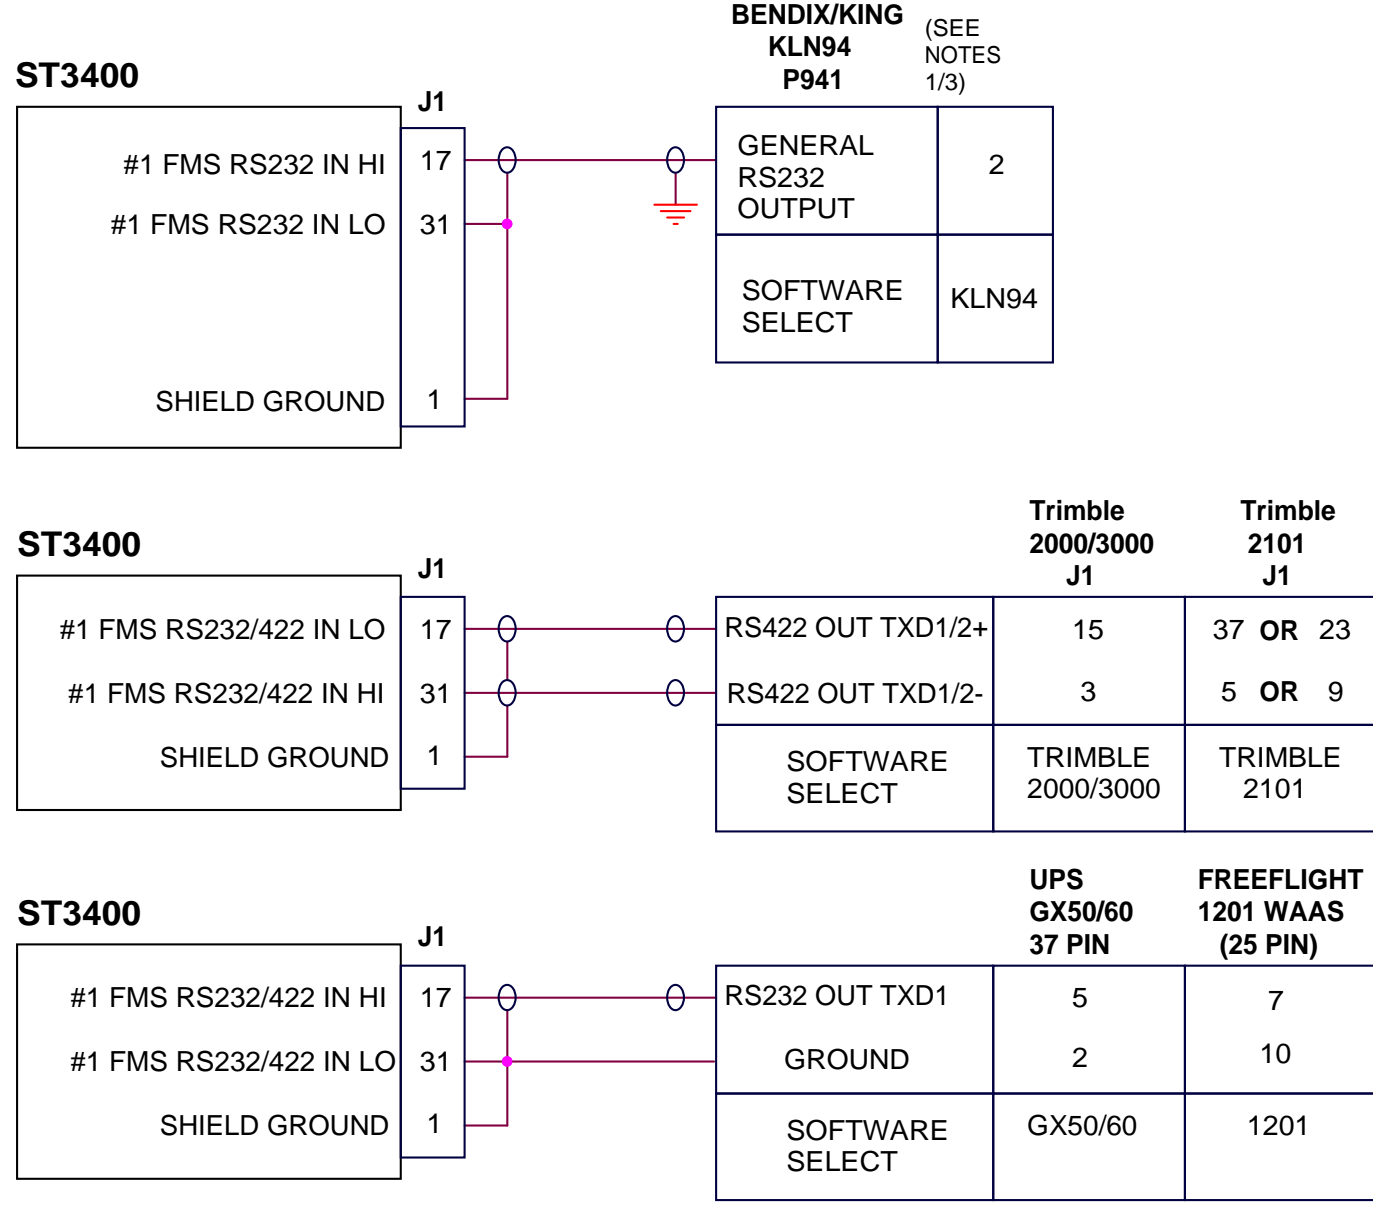 BENDIX/KING
KLN94
P941
(SEE
NOTES
1/3)
ST3400
J1
#1 FMS RS232 IN HI 17
#1 FMS RS232 IN LO 31
SHIELD GROUND 1
GENERAL
RS232
OUTPUT
2
SOFTWARE
SELECT
KLN94
ST3400
J1
Trimble
2000/3000
J1
Trimble
2101
J1
#1 FMS RS232/422 IN LO 17
RS422 OUT TXD1/2+ 15 37 OR 23
#1 FMS RS232/422 IN HI 31
RS422 OUT TXD1/2- 3 5 OR 9
SHIELD GROUND 1
SOFTWARE
SELECT
TRIMBLE
2000/3000
TRIMBLE
2101
ST3400
J1
UPS
GX50/60
37 PIN
FREEFLIGHT
1201 WAAS
(25 PIN)
#1 FMS RS232/422 IN HI 17
RS232 OUT TXD1 5 7
#1 FMS RS232/422 IN LO 31
GROUND 2 10
SHIELD GROUND 1
SOFTWARE
SELECT
GX50/60 1201